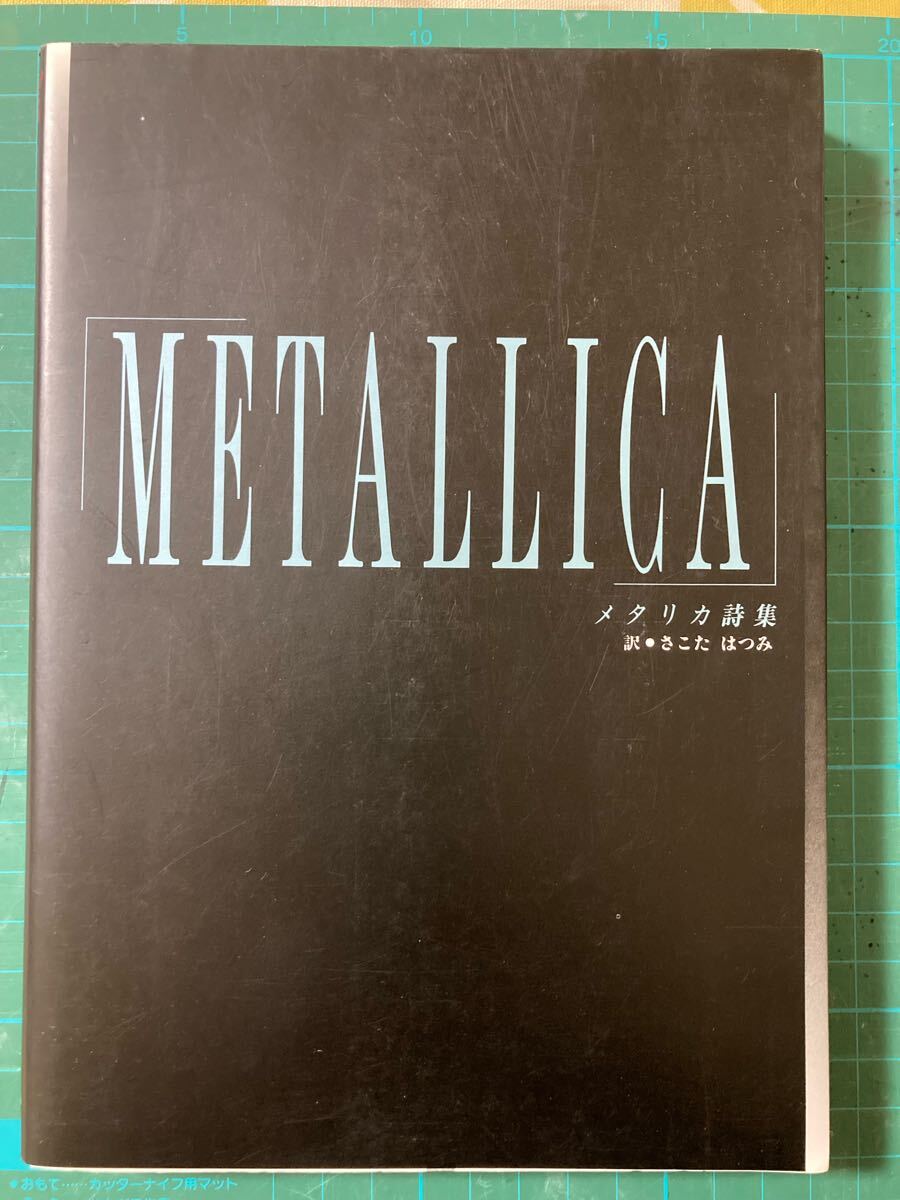 5 10 15 20
METALLICA
メタリカ詩集
訳●さこた はつみ
●おもて……カッターナイフ用マット